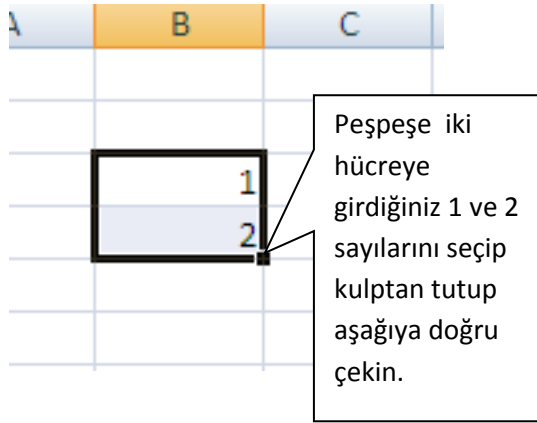 A B C
1
2
Peşpeşe iki
hücreye
girdiğiniz 1 ve 2
sayılarını seçip
kulptan tutup
aşağıya doğru
çekin.